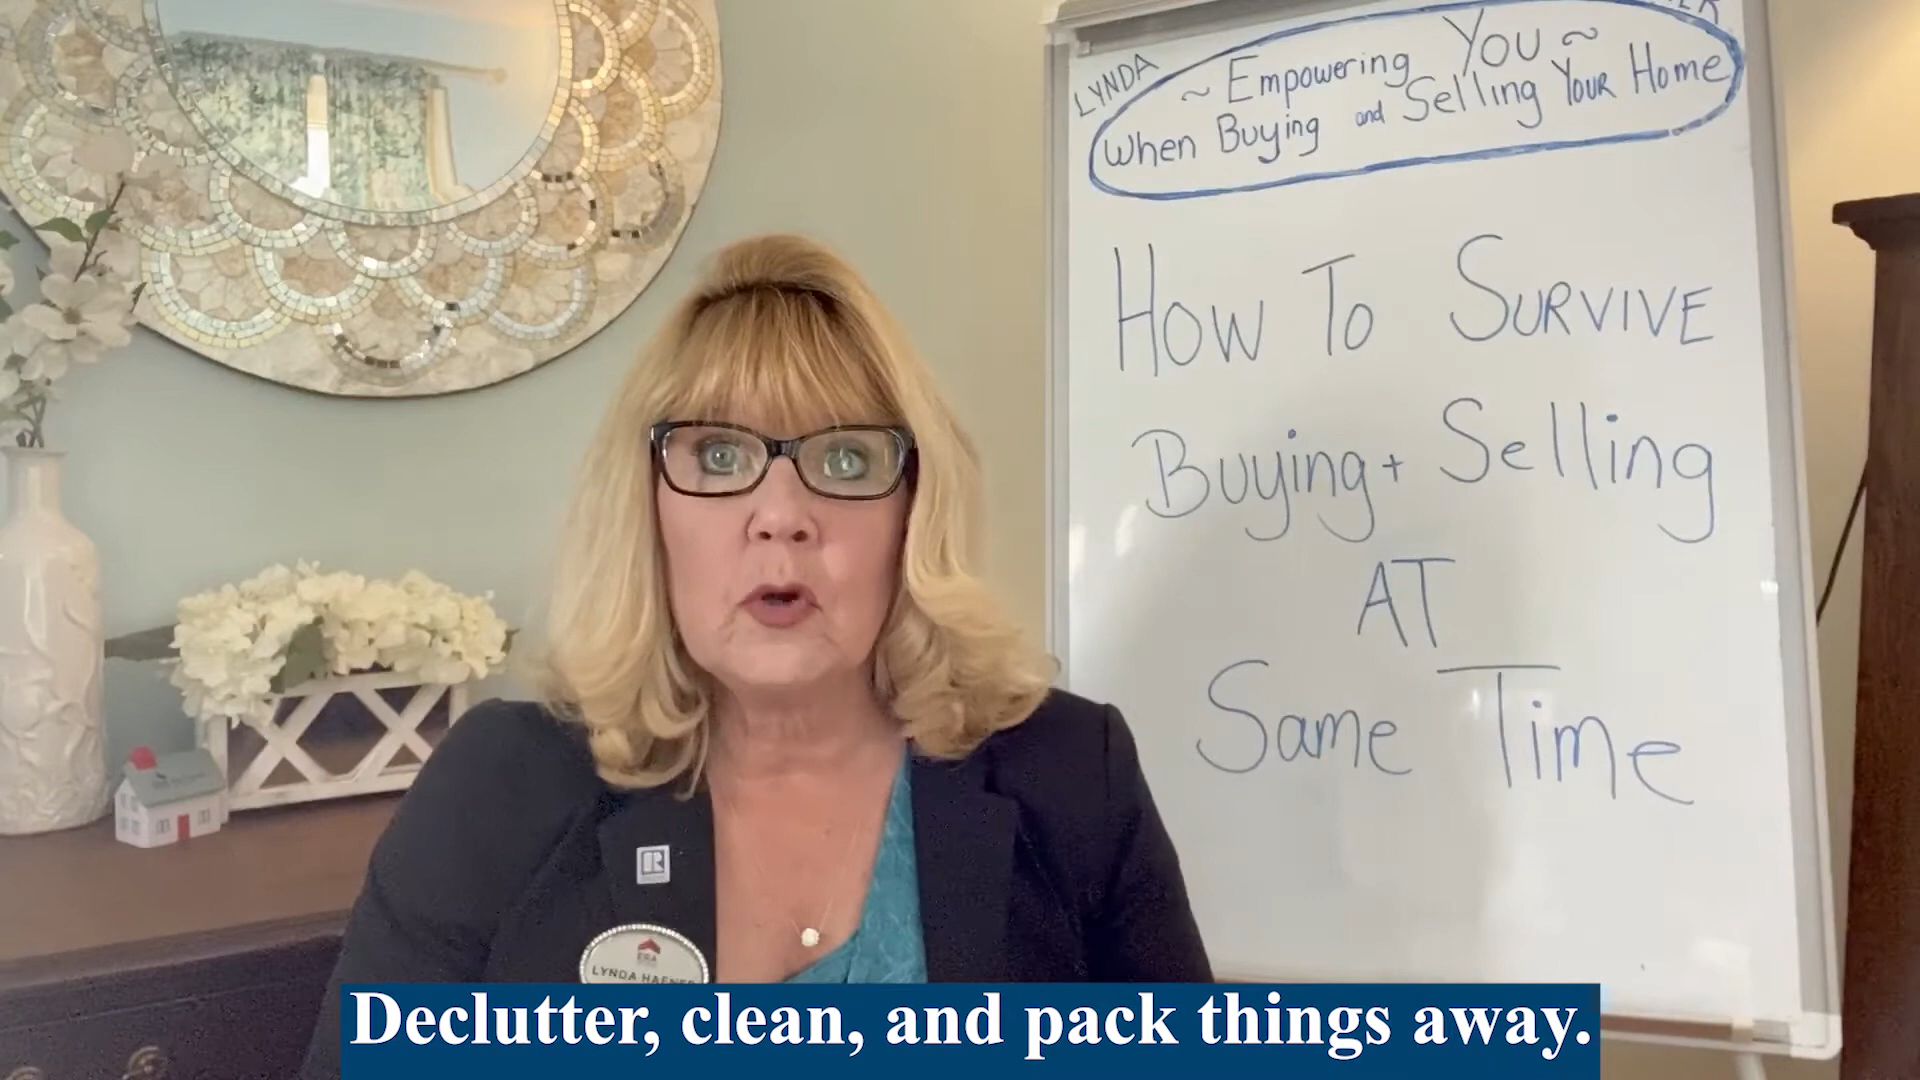 LYNDA
~ Empowering YOU ~
When Buying and Selling Your Home
How To SURVIVE
Buying + Selling
AT
Same Time
R
ERA
LYNDA
Declutter, clean, and pack things away.